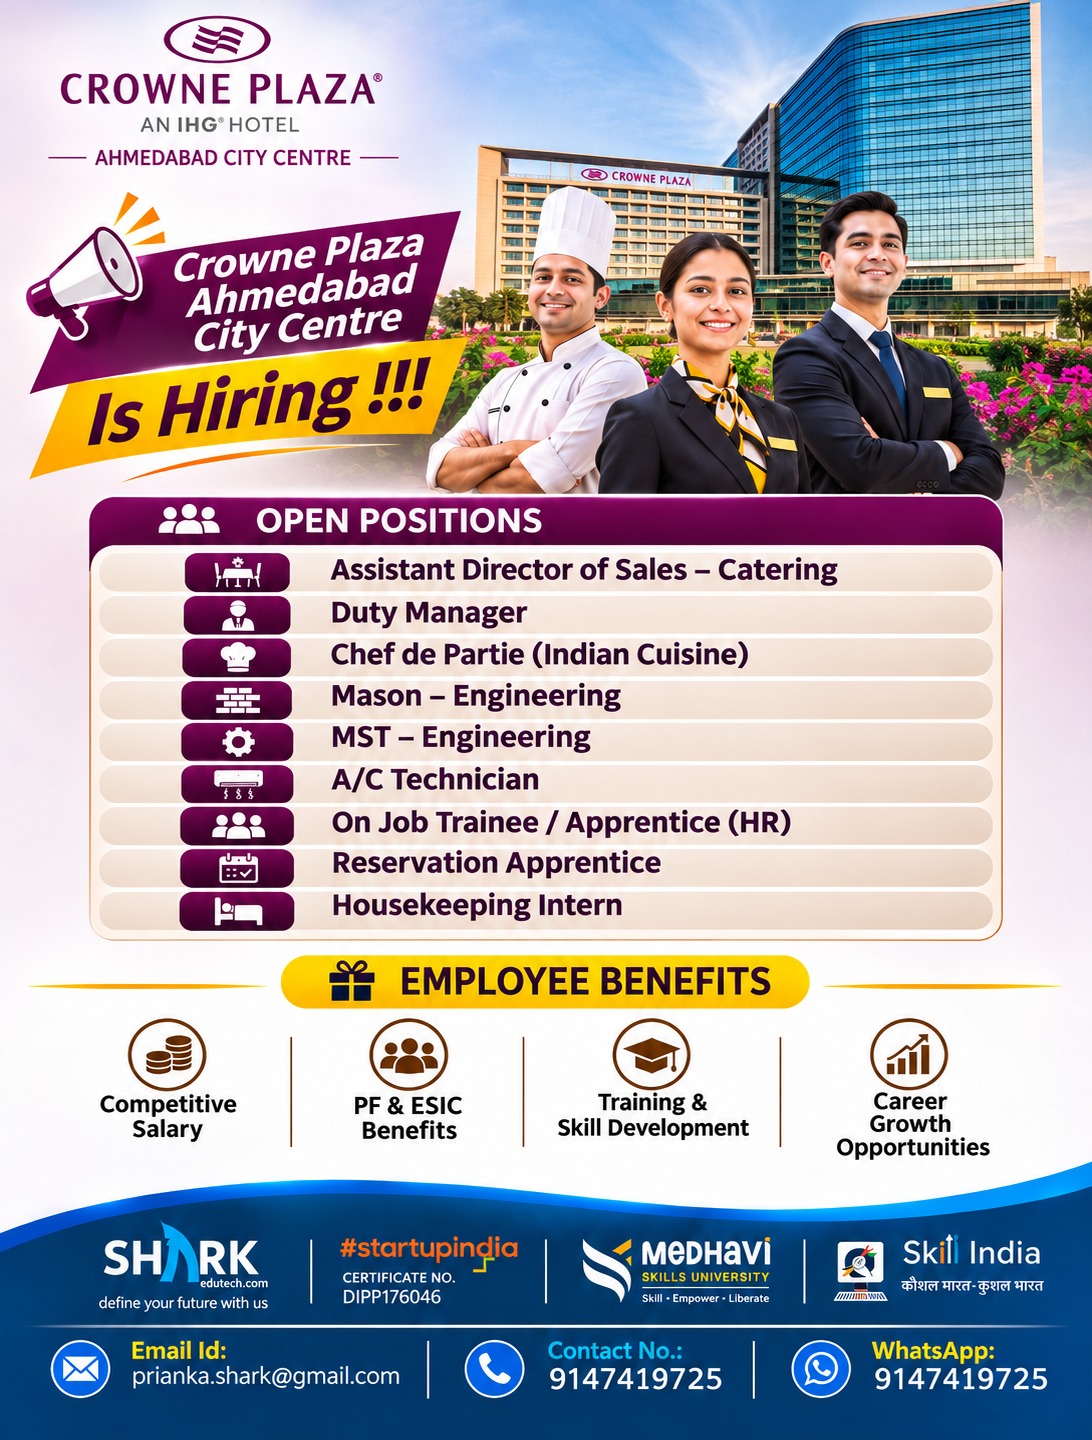 CROWNE PLAZA®
AN IHG® HOTEL
AHMEDABAD CITY CENTRE
CROWNE PLAZA
Crowne Plaza
Ahmedabad
City Centre
Is Hiring !!!
OPEN POSITIONS
Assistant Director of Sales – Catering
Duty Manager
Chef de Partie (Indian Cuisine)
Mason – Engineering
MST – Engineering
A/C Technician
On Job Trainee / Apprentice (HR)
Reservation Apprentice
Housekeeping Intern
EMPLOYEE BENEFITS
Competitive
Salary
PF & ESIC
Benefits
Training &
Skill Development
Career
Growth
Opportunities
SHARK
edutech.com
define your future with us
#startupindia
CERTIFICATE NO.
DIPP176046
MEDHAVI
SKILLS UNIVERSITY
Skill • Empower • Liberate
Skill India
कौशल भारत-कुशल भारत
Email Id:
prianka.shark@gmail.com
Contact No.:
9147419725
WhatsApp:
9147419725